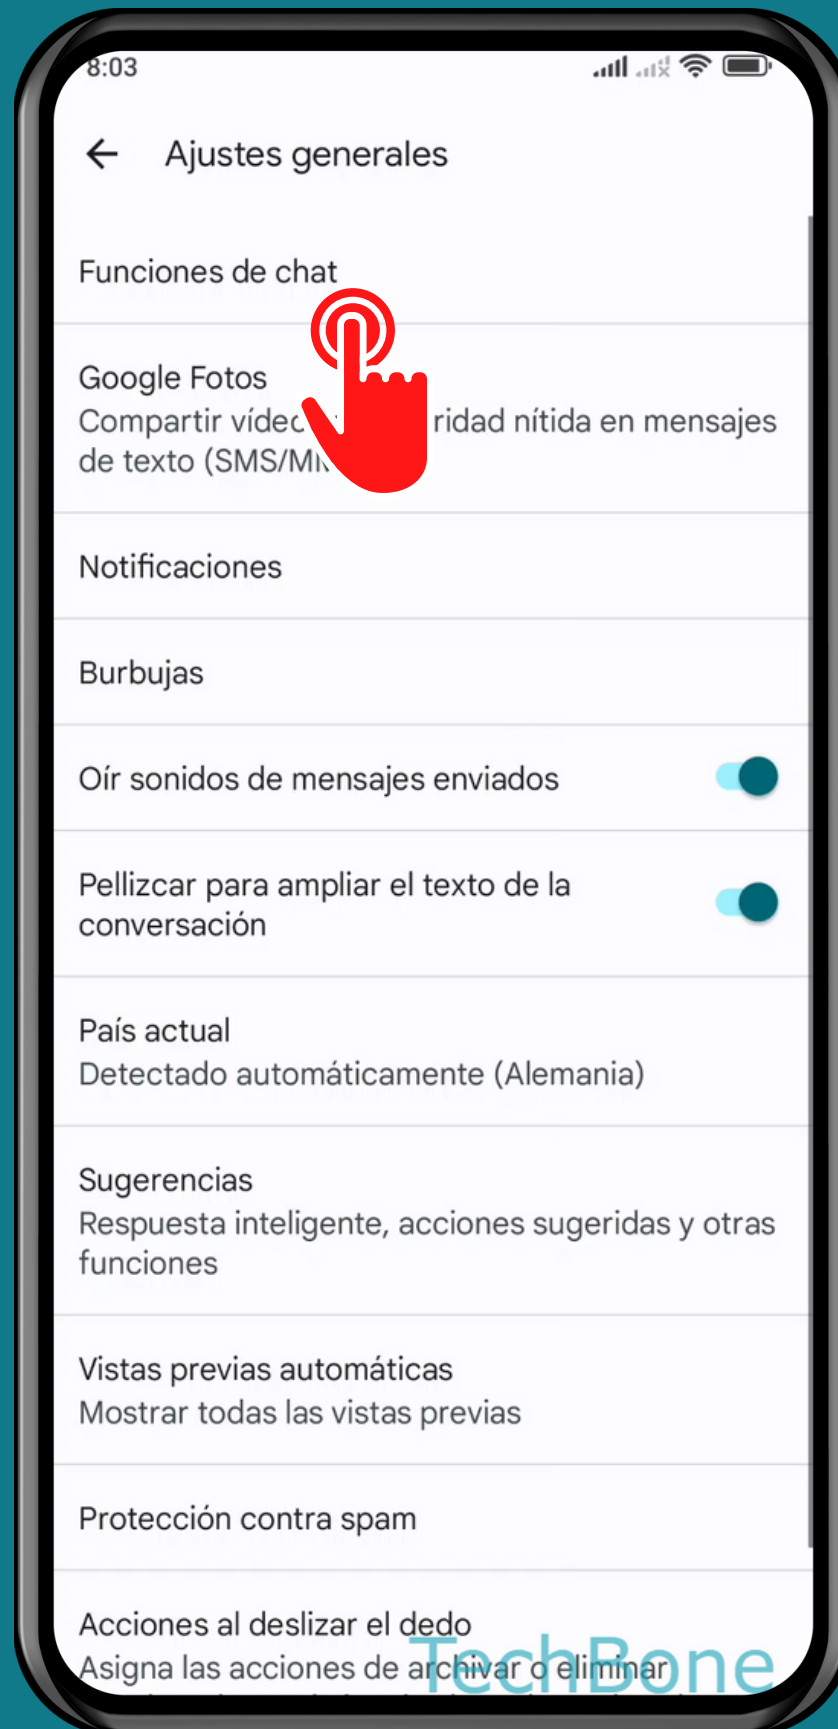 8:03
Ajustes generales
Funciones de chat
Google Fotos
Compartir ridad nítida en mensajes
de texto
Notificaciones
Burbujas
Oír sonidos de mensajes enviados
Pellizcar para ampliar el texto de la
conversación
País actual
Detectado automáticamente (Alemania)
Sugerencias
Respuesta inteligente, acciones sugeridas y otras
funciones
Vistas previas automáticas
Mostrar todas las vistas previas
Protección contra spam
Acciones al deslizar el dedo
Asigna las acciones de archivar o eliminar
TechBone